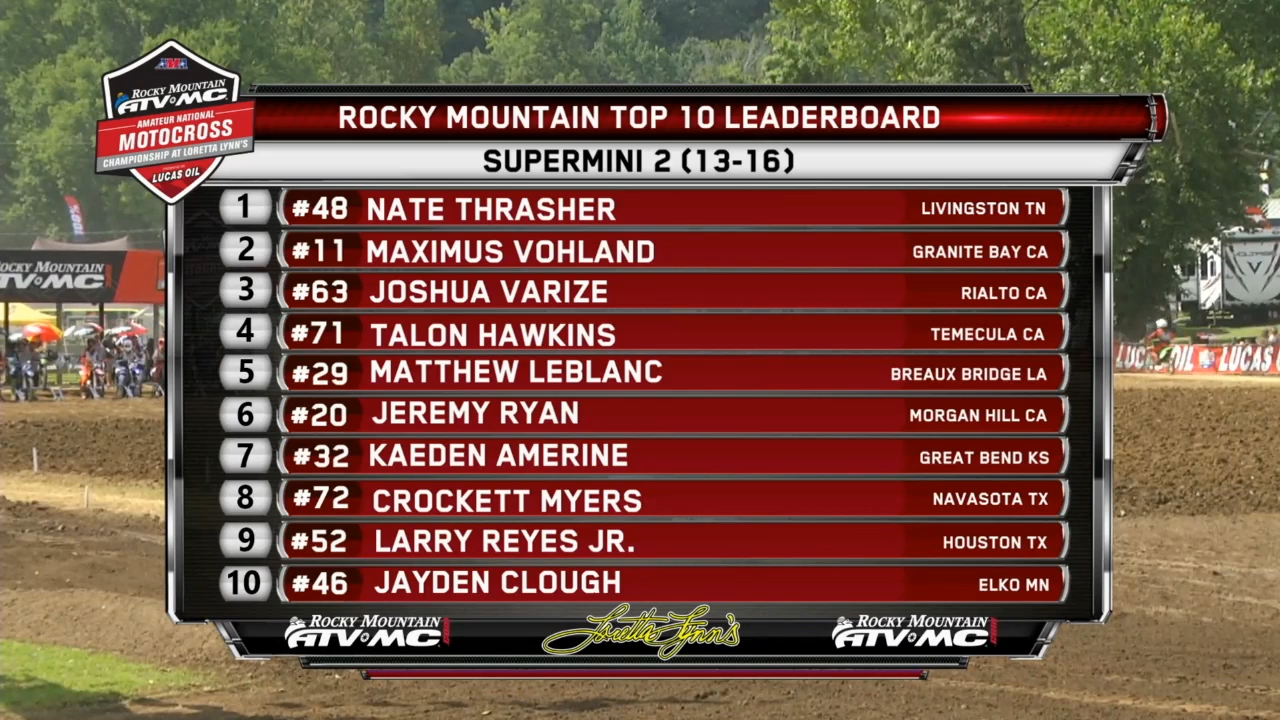 AMA
ROCKY MOUNTAIN
ATV MC
AMATEUR NATIONAL
MOTOCROSS
CHAMPIONSHIP AT LORETTA LYNN'S
LUCAS OIL
ROCKY MOUNTAIN TOP 10 LEADERBOARD
SUPERMINI 2 (13-16)
1 #48 NATE THRASHER LIVINGSTON TN
2 #11 MAXIMUS VOHLAND GRANITE BAY CA
3 #63 JOSHUA VARIZE RIALTO CA
4 #71 TALON HAWKINS TEMECULA CA
5 #29 MATTHEW LEBLANC BREAUX BRIDGE LA
6 #20 JEREMY RYAN MORGAN HILL CA
7 #32 KAEDEN AMERINE GREAT BEND KS
8 #72 CROCKETT MYERS NAVASOTA TX
9 #52 LARRY REYES JR. HOUSTON TX
10 #46 JAYDEN CLOUGH ELKO MN
ROCKY MOUNTAIN
ATV MC
Loretta Lynn's
ROCKY MOUNTAIN
ATV MC
OCKY MOUNTAIN
TV MC
LUCAS OIL LUCAS